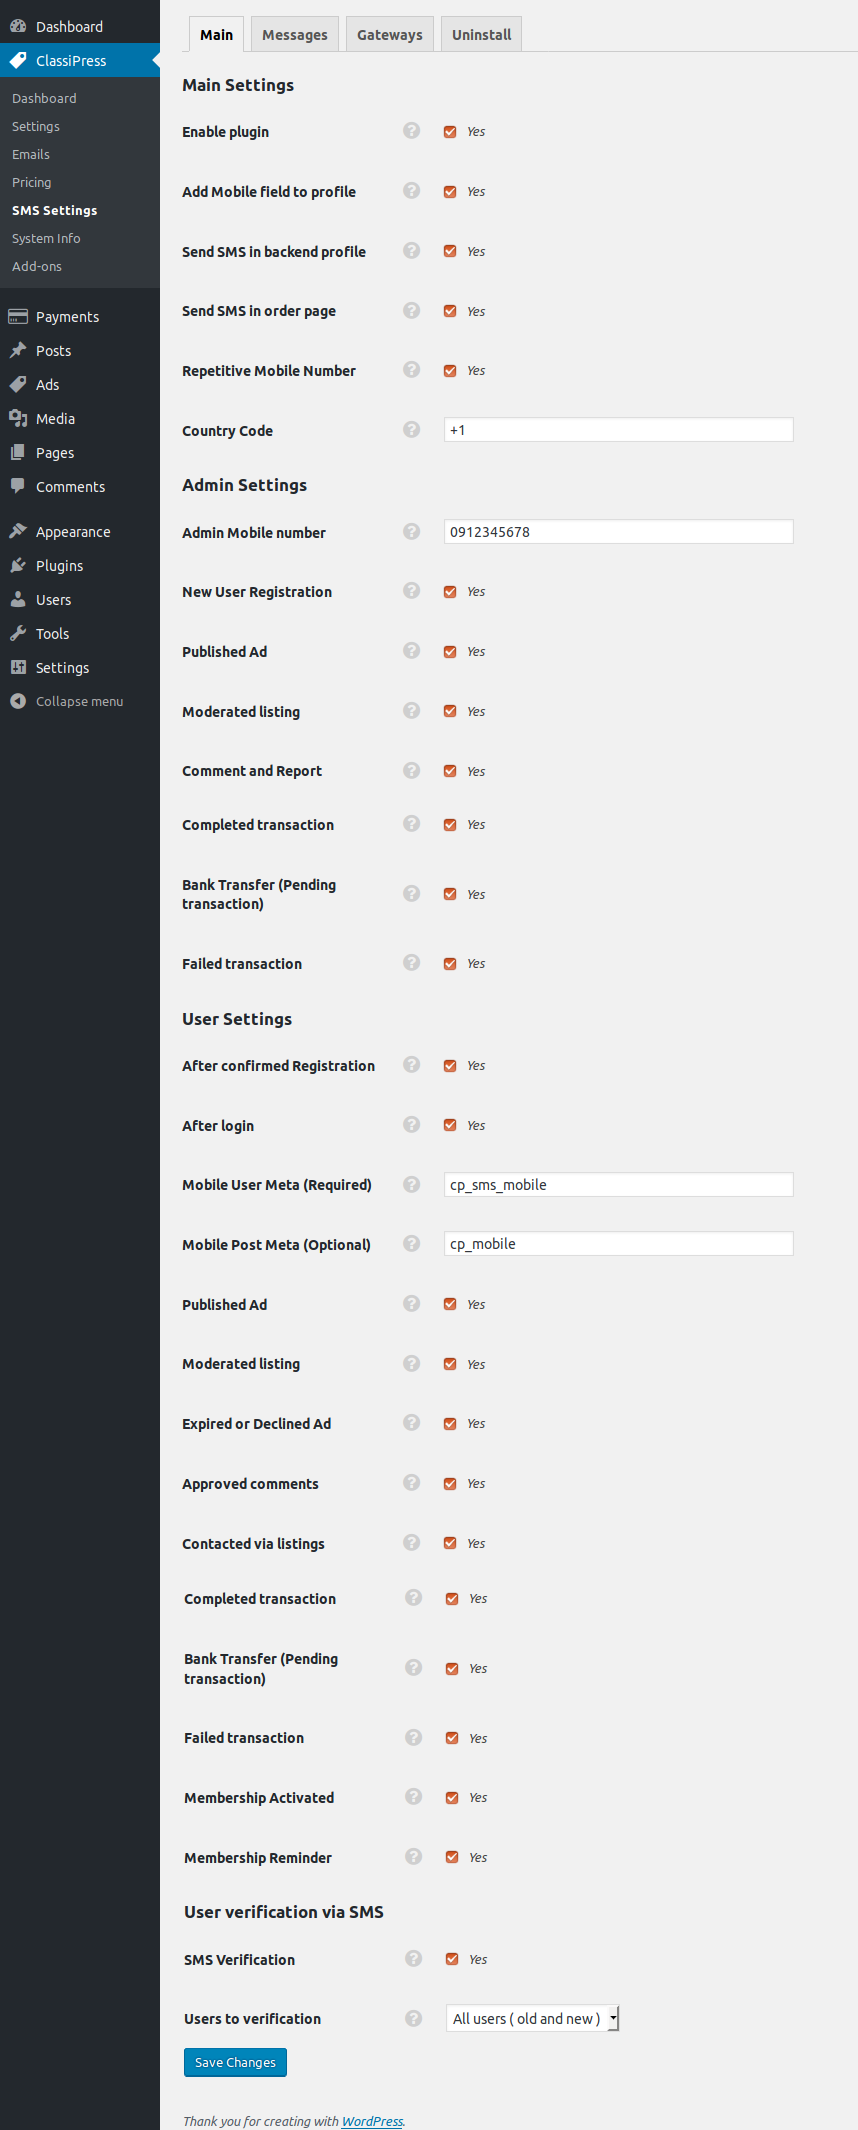 Dashboard
ClassiPress
Dashboard
Settings
Emails
Pricing
SMS Settings
System Info
Add-ons
Payments
Posts
Ads
Media
Pages
Comments
Appearance
Plugins
Users
Tools
Settings
Collapse menu
Main Messages Gateways Uninstall
Main Settings
Enable plugin ? Yes
Add Mobile field to profile ? Yes
Send SMS in backend profile ? Yes
Send SMS in order page ? Yes
Repetitive Mobile Number ? Yes
Country Code ? +1
Admin Settings
Admin Mobile number ? 0912345678
New User Registration ? Yes
Published Ad ? Yes
Moderated listing ? Yes
Comment and Report ? Yes
Completed transaction ? Yes
Bank Transfer (Pending
transaction) ? Yes
Failed transaction ? Yes
User Settings
After confirmed Registration ? Yes
After login ? Yes
Mobile User Meta (Required) ? cp_sms_mobile
Mobile Post Meta (Optional) ? cp_mobile
Published Ad ? Yes
Moderated listing ? Yes
Expired or Declined Ad ? Yes
Approved comments ? Yes
Contacted via listings ? Yes
Completed transaction ? Yes
Bank Transfer (Pending
transaction) ? Yes
Failed transaction ? Yes
Membership Activated ? Yes
Membership Reminder ? Yes
User verification via SMS
SMS Verification ? Yes
Users to verification ? All users ( old and new )
Save Changes
Thank you for creating with WordPress.